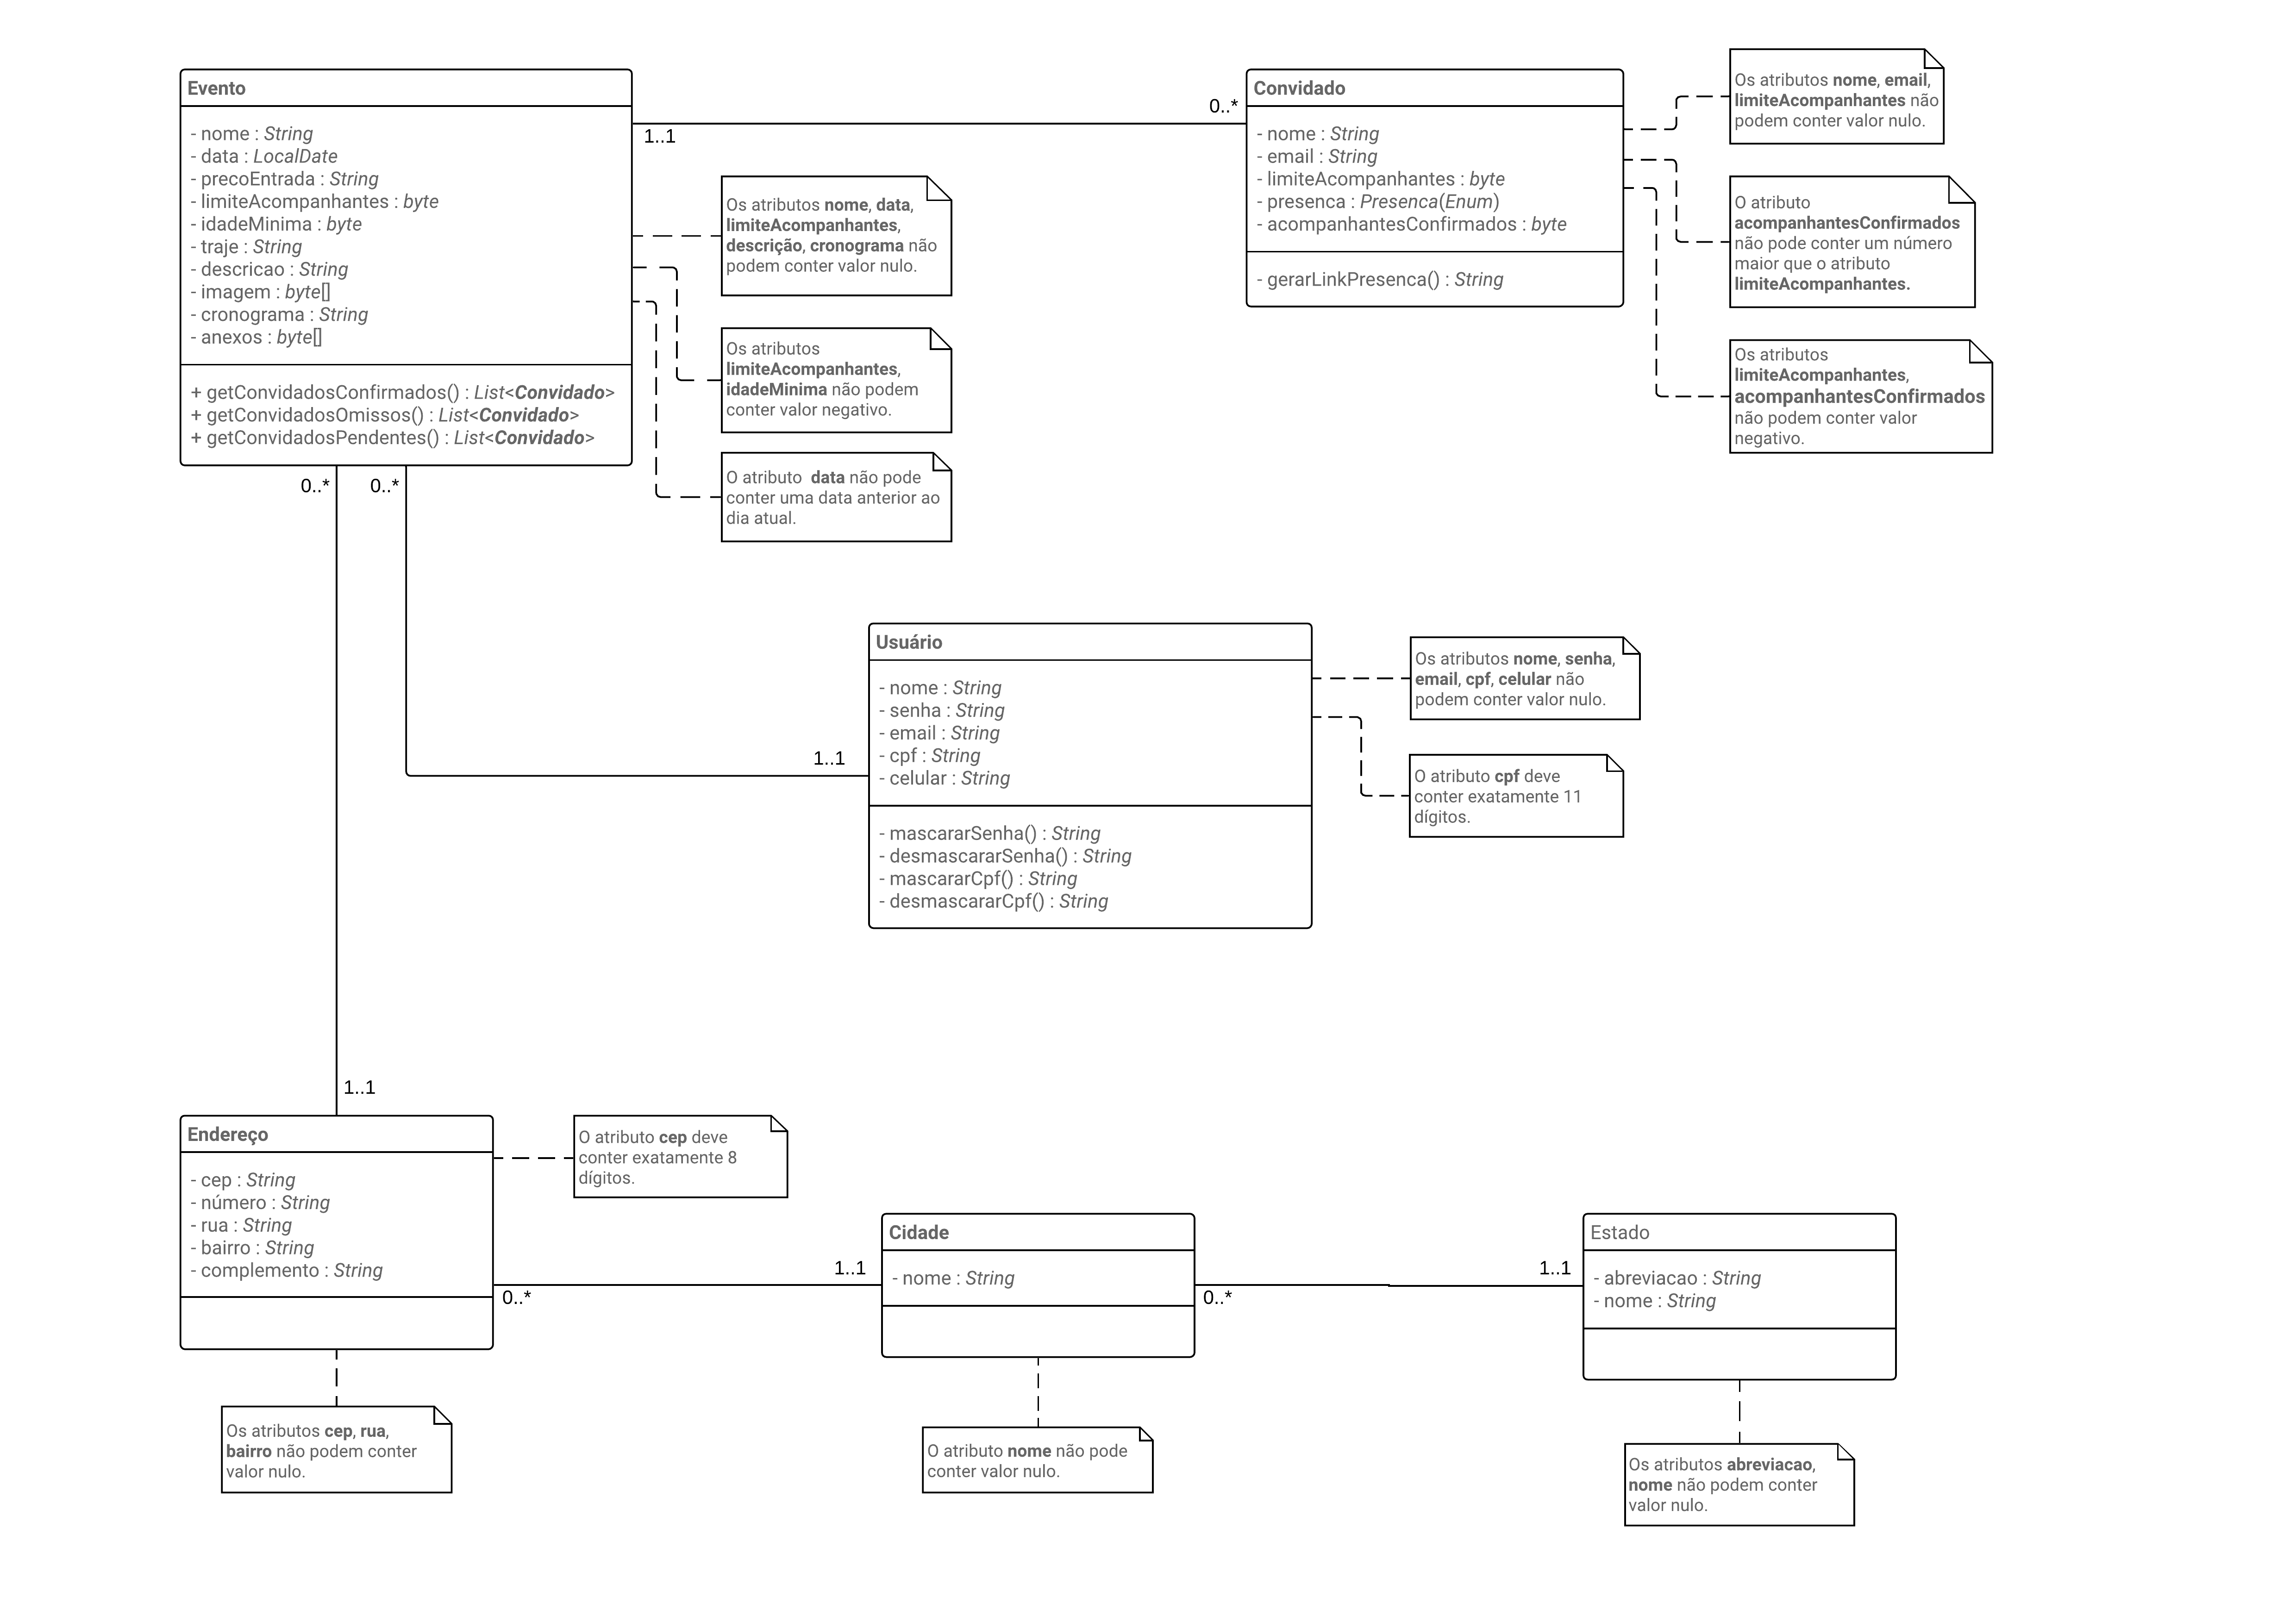 Evento
- nome : String
- data : LocalDate
- precoEntrada : String
- limiteAcompanhantes : byte
- idadeMinima : byte
- traje : String
- descricao : String
- imagem : byte[]
- cronograma : String
- anexos : byte[]
+ getConvidadosConfirmados() : List<Convidado>
+ getConvidadosOmissos() : List<Convidado>
+ getConvidadosPendentes() : List<Convidado>
1..1
0..*
Convidado
- nome : String
- email : String
- limiteAcompanhantes : byte
- presenca : Presenca(Enum)
- acompanhantesConfirmados : byte
- gerarLinkPresenca() : String
Os atributos nome, email,
limiteAcompanhantes não
podem conter valor nulo.
O atributo
acompanhantesConfirmados
não pode conter um número
maior que o atributo
limiteAcompanhantes.
Os atributos
limiteAcompanhantes,
acompanhantesConfirmados
não podem conter valor
negativo.
Os atributos nome, data,
limiteAcompanhantes,
descrição, cronograma não
podem conter valor nulo.
Os atributos
limiteAcompanhantes,
idadeMinima não podem
conter valor negativo.
O atributo  data não pode
conter uma data anterior ao
dia atual.
0..*
0..*
1..1
Usuário
- nome : String
- senha : String
- email : String
- cpf : String
- celular : String
- mascararSenha() : String
- desmascararSenha() : String
- mascararCpf() : String
- desmascararCpf() : String
Os atributos nome, senha,
email, cpf, celular não
podem conter valor nulo.
O atributo cpf deve
conter exatamente 11
dígitos.
1..1
Endereço
- cep : String
- número : String
- rua : String
- bairro : String
- complemento : String
O atributo cep deve
conter exatamente 8
dígitos.
Os atributos cep, rua,
bairro não podem conter
valor nulo.
0..*
1..1
Cidade
- nome : String
O atributo nome não pode
conter valor nulo.
0..*
1..1
Estado
- abreviacao : String
- nome : String
Os atributos abreviacao,
nome não podem conter
valor nulo.